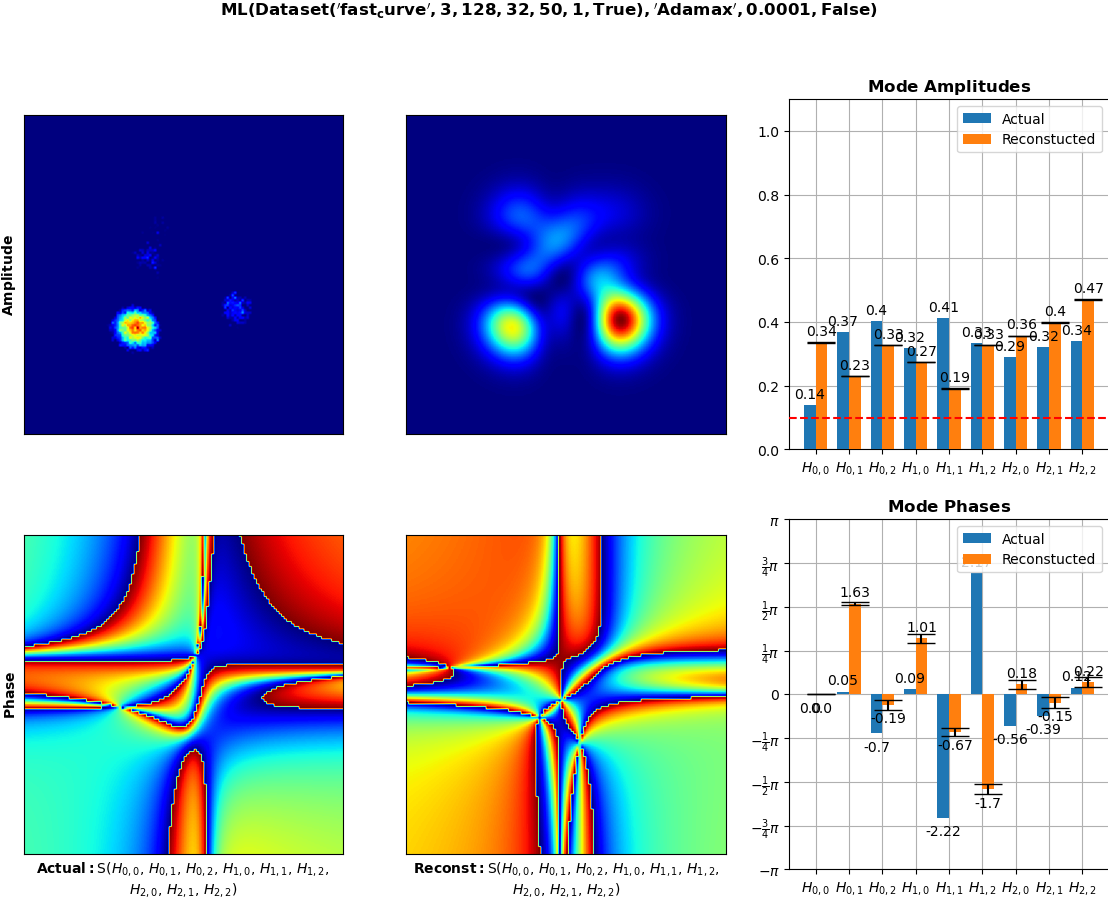 ML(Dataset('fast_curve', 3, 128, 32, 50, 1, True), 'Adamax', 0.0001, False)
Amplitude
Mode Amplitudes
Actual
Reconstucted
1.0
0.8
0.6
0.4
0.2
0.0
0.14 0.34 0.37 0.23 0.4 0.33 0.32 0.27 0.41 0.19 0.33 0.33 0.29 0.36 0.32 0.4 0.34 0.47
H0,0 H0,1 H0,2 H1,0 H1,1 H1,2 H2,0 H2,1 H2,2
Phase
Actual: S(H0,0, H0,1, H0,2, H1,0, H1,1, H1,2,
H2,0, H2,1, H2,2)
Reconst: S(H0,0, H0,1, H0,2, H1,0, H1,1, H1,2,
H2,0, H2,1, H2,2)
Mode Phases
Actual
Reconstucted
π
3/4π
1/2π
1/4π
0
−1/4π
−1/2π
−3/4π
−π
0.0 0.05 1.63 -0.7 -0.19 0.09 1.01 -2.22 -0.67 -1.7 -0.56 0.18 -0.39 -0.15 0.12 0.22
H0,0 H0,1 H0,2 H1,0 H1,1 H1,2 H2,0 H2,1 H2,2